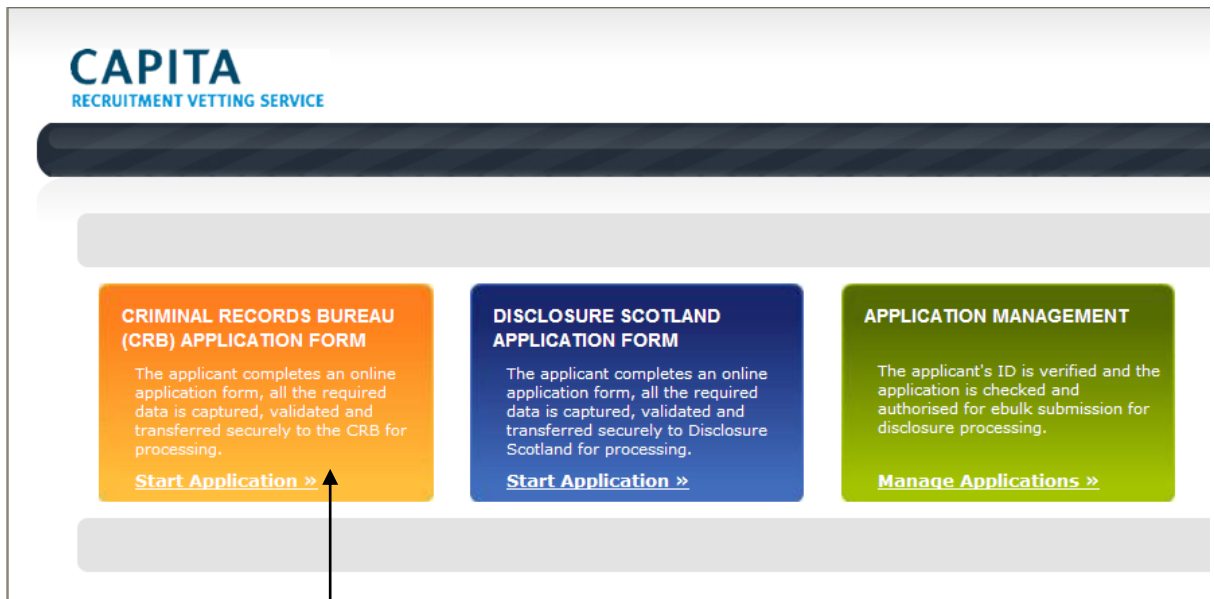 CAPITA
RECRUITMENT VETTING SERVICE
CRIMINAL RECORDS BUREAU
(CRB) APPLICATION FORM
The applicant completes an online
application form, all the required
data is captured, validated and
transferred securely to the CRB for
processing.
Start Application »
DISCLOSURE SCOTLAND
APPLICATION FORM
The applicant completes an online
application form, all the required
data is captured, validated and
transferred securely to Disclosure
Scotland for processing.
Start Application »
APPLICATION MANAGEMENT
The applicant's ID is verified and the
application is checked and
authorised for ebulk submission for
disclosure processing.
Manage Applications »